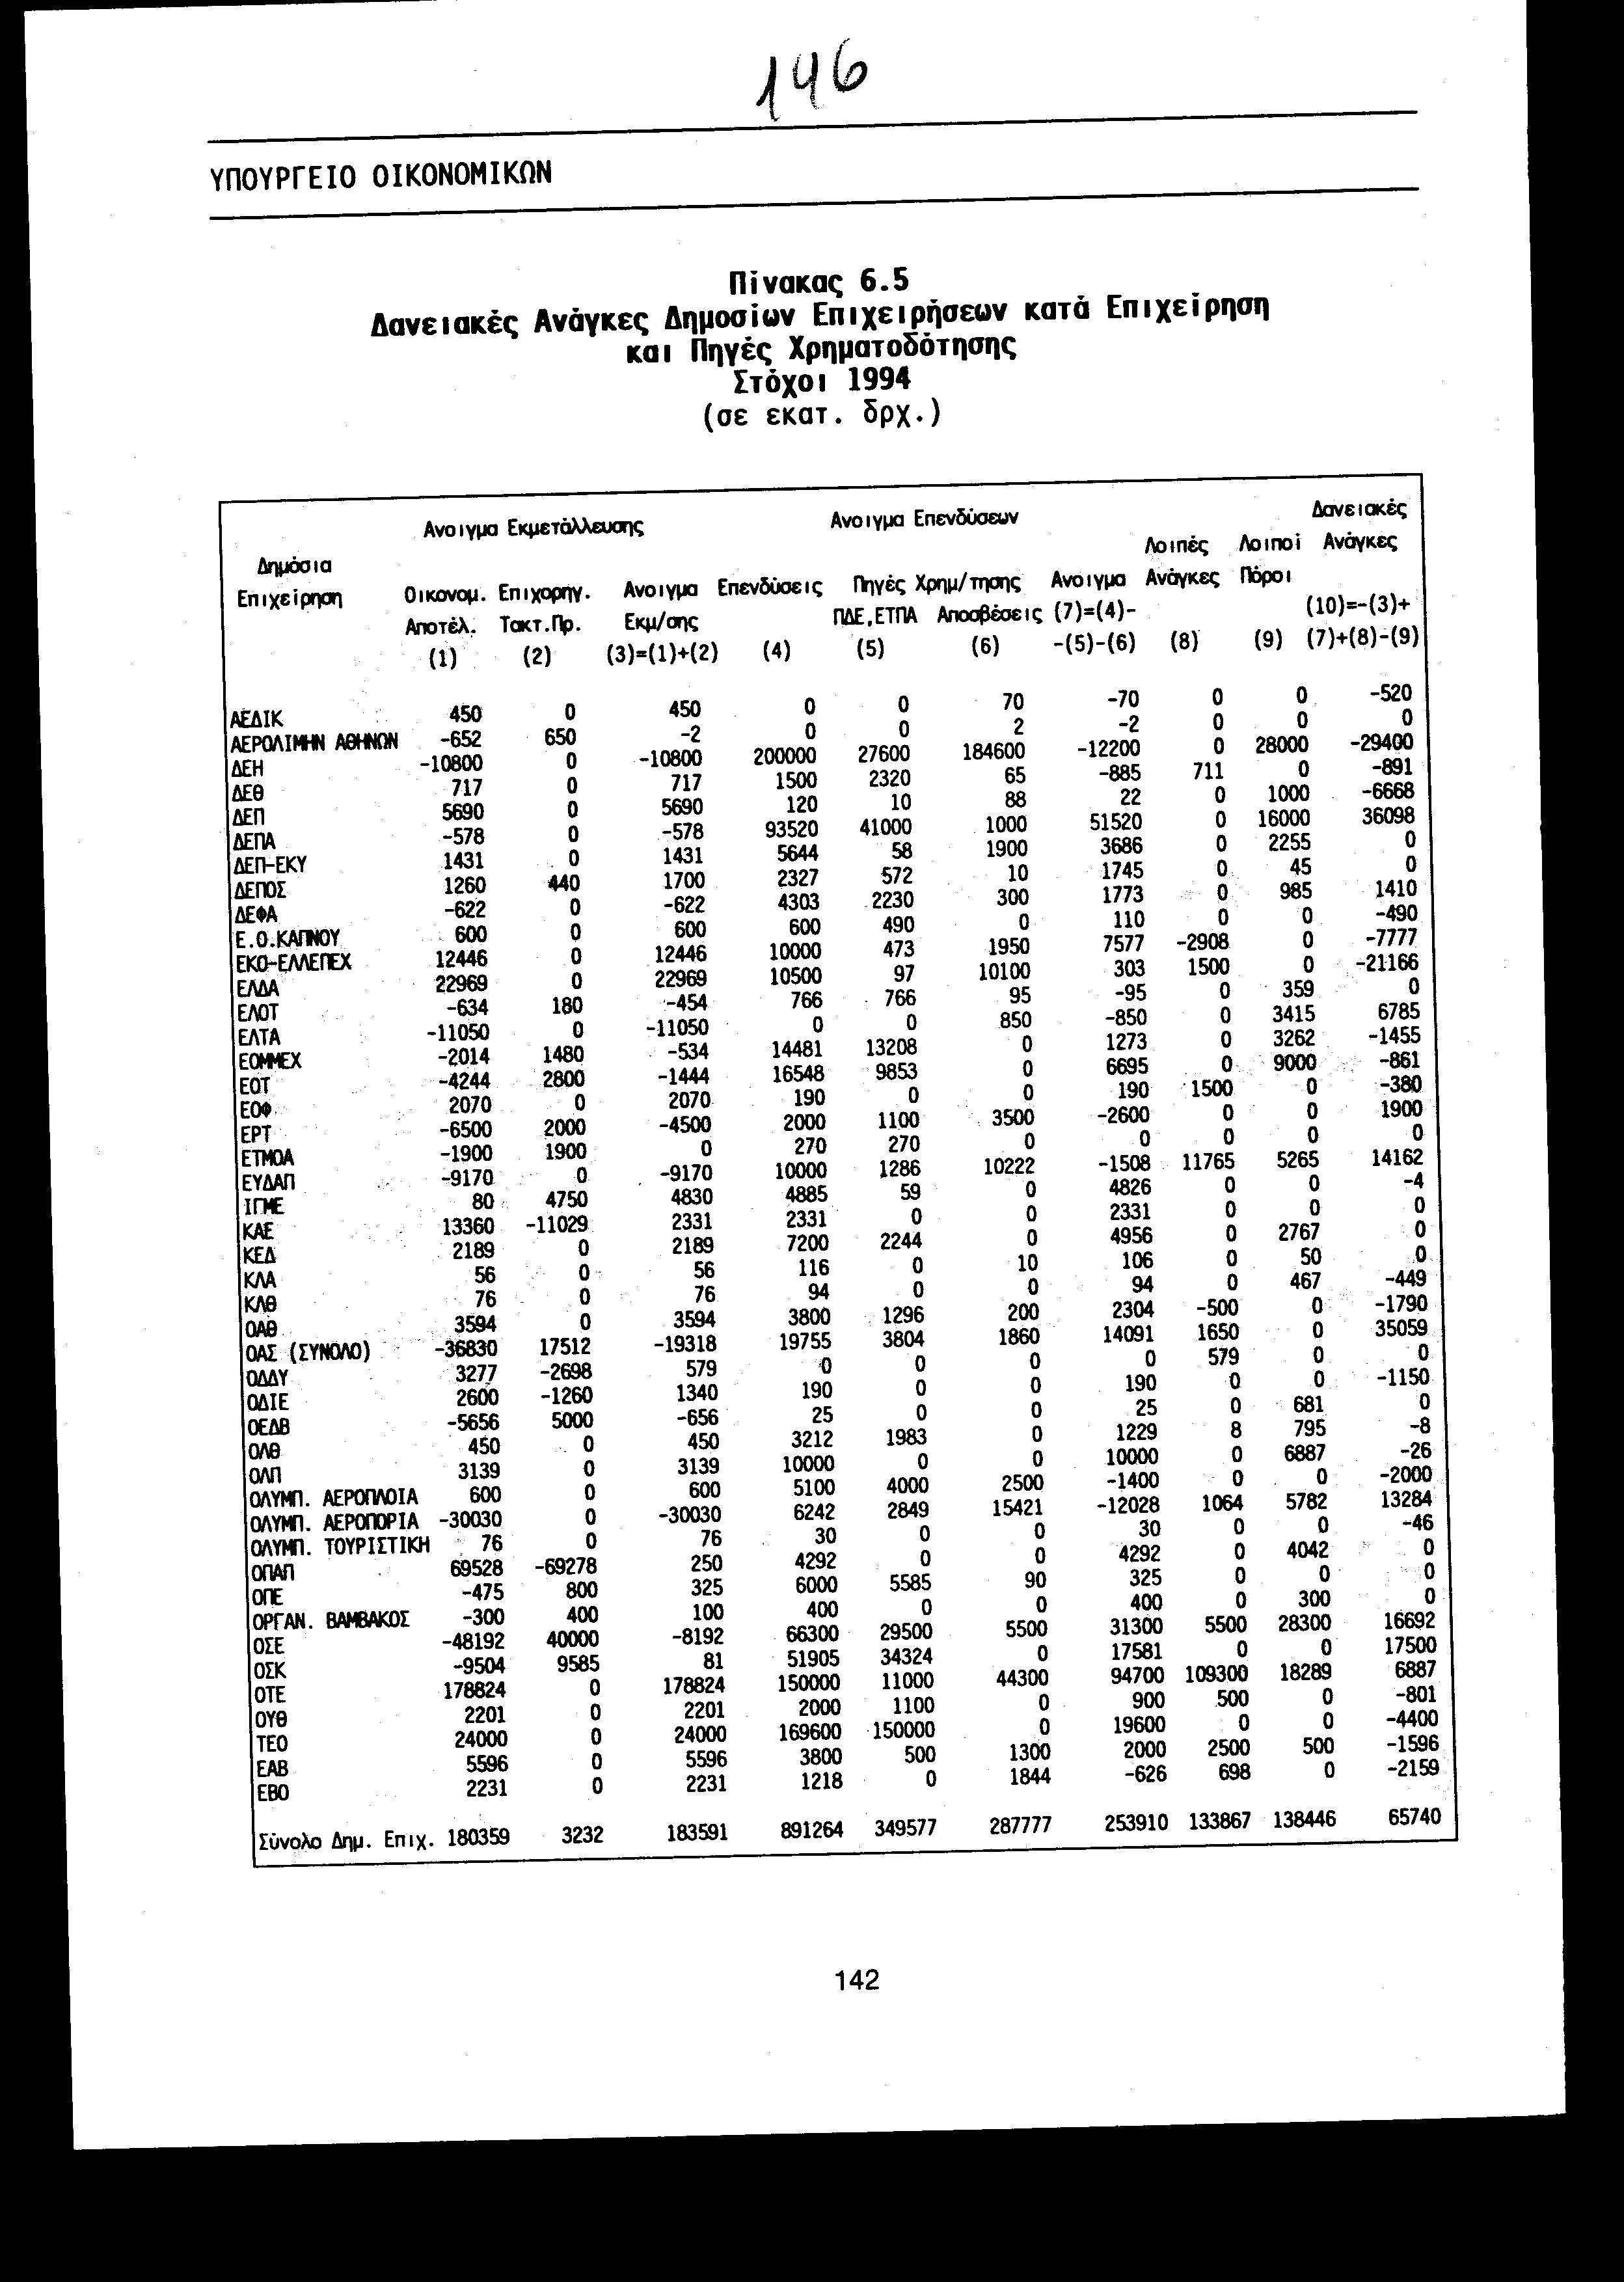 146
ΥΠΟΥΡΓΕΙΟ ΟΙΚΟΝΟΜΙΚΩΝ
Πίνακας 6.5
Δανειακές Ανάγκες Δημοσίων Επιχειρήσεων κατά Επιχείρηση
και Πηγές Χρηματοδότησης
Στόχοι 1994
(σε εκατ. δρχ.)
Ανοιγμα Εκμετάλλευσης Ανοιγμα Επενδύσεων Δανειακές
Δημόσια Λοιπές Λοιποί Ανάγκες
Επιχείρηση Οικονομ. Επιχορηγ. Ανοιγμα Επενδύσεις Πηγές Χρημ/τησης Ανοιγμα Ανάγκες Πόροι
Αποτέλ. Τακτ.Πρ. Εκμ/σης ΠΔΕ,ΕΤΠΑ Αποσβέσεις (7)=(4)- (10)=-(3)+
(1) (2) (3)=(1)+(2) (4) (5) (6) -(5)-(6) (8) (9) (7)+(8)-(9)
ΑΕΔΙΚ 450 0 450 0 0 70 -70 0 0 -520
ΑΕΡΟΛΙΜΗΝ ΑΘΗΝΩΝ -652 650 -2 0 0 2 -2 0 0 0
ΔΕΗ -10800 0 -10800 200000 27600 184600 -12200 0 28000 -29400
ΔΕΘ 717 0 717 1500 2320 65 -885 711 0 -891
ΔΕΠ 5690 0 5690 120 10 88 22 0 1000 -6668
ΔΕΠΑ -578 0 -578 93520 41000 1000 51520 0 16000 36098
ΔΕΠ-ΕΚΥ 1431 0 1431 5644 58 1900 3686 0 2255 0
ΔΕΠΟΣ 1260 440 1700 2327 572 10 1745 0 45 0
ΔΕΦΑ -622 0 -622 4303 2230 300 1773 0 985 1410
Ε.Ο.ΚΑΠΝΟΥ 600 0 600 600 490 0 110 0 0 -490
ΕΚΟ-ΕΛΛΕΠΕΧ 12446 0 12446 10000 473 1950 7577 -2908 0 -7777
ΕΛΔΑ 22969 0 22969 10500 97 10100 303 1500 0 -21166
ΕΛΟΤ -634 180 -454 766 766 95 -95 0 359 0
ΕΛΤΑ -11050 0 -11050 0 0 850 -850 0 3415 6785
ΕΟΜΜΕΧ -2014 1480 -534 14481 13208 0 1273 0 3262 -1455
ΕΟΤ -4244 2800 -1444 16548 9853 0 6695 0 9000 -861
ΕΟΦ 2070 0 2070 190 0 0 190 1500 0 -380
ΕΡΤ -6500 2000 -4500 2000 1100 3500 -2600 0 0 1900
ΕΤΜΟΑ -1900 1900 0 270 270 0 0 0 0 0
ΕΥΔΑΠ -9170 0 -9170 10000 1286 10222 -1508 11765 5265 14162
ΙΓΜΕ 80 4750 4830 4885 59 0 4826 0 0 -4
ΚΑΕ 13360 -11029 2331 2331 0 0 2331 0 0 0
ΚΕΔ 2189 0 2189 7200 2244 0 4956 0 2767 0
ΚΛΑ 56 0 56 116 0 10 106 0 50 0
ΚΛΘ 76 0 76 94 0 0 94 0 467 -449
ΟΑΘ 3594 0 3594 3800 1296 200 2304 -500 0 -1790
ΟΑΣ (ΣΥΝΟΛΟ) -36830 17512 -19318 19755 3804 1860 14091 1650 0 35059
ΟΔΔΥ 3277 -2698 579 0 0 0 0 579 0 0
ΟΔΙΕ 2600 -1260 1340 190 0 0 190 0 0 -1150
ΟΕΔΒ -5656 5000 -656 25 0 0 25 0 681 0
ΟΛΘ 450 0 450 3212 1983 0 1229 8 795 -8
ΟΛΠ 3139 0 3139 10000 0 0 10000 0 6887 -26
ΟΛΥΜΠ. ΑΕΡΟΠΛΟΙΑ 600 0 600 5100 4000 2500 -1400 0 0 -2000
ΟΛΥΜΠ. ΑΕΡΟΠΟΡΙΑ -30030 0 -30030 6242 2849 15421 -12028 1064 5782 13284
ΟΛΥΜΠ. ΤΟΥΡΙΣΤΙΚΗ 76 0 76 30 0 0 30 0 0 -46
ΟΠΑΠ 69528 -69278 250 4292 0 0 4292 0 4042 0
ΟΠΕ -475 800 325 6000 5585 90 325 0 0 0
ΟΡΓΑΝ. ΒΑΜΒΑΚΟΣ -300 400 100 400 0 0 400 0 300 0
ΟΣΕ -48192 40000 -8192 66300 29500 5500 31300 5500 28300 16692
ΟΣΚ -9504 9585 81 51905 34324 0 17581 0 0 17500
ΟΤΕ 178824 0 178824 150000 11000 44300 94700 109300 18289 6887
ΟΥΘ 2201 0 2201 2000 1100 0 900 500 0 -801
ΤΕΟ 24000 0 24000 169600 150000 0 19600 0 0 -4400
ΕΑΒ 5596 0 5596 3800 500 1300 2000 2500 500 -1596
ΕΒΟ 2231 0 2231 1218 0 1844 -626 698 0 -2159
Σύνολο Δημ. Επιχ. 180359 3232 183591 891264 349577 287777 253910 133867 138446 65740
142